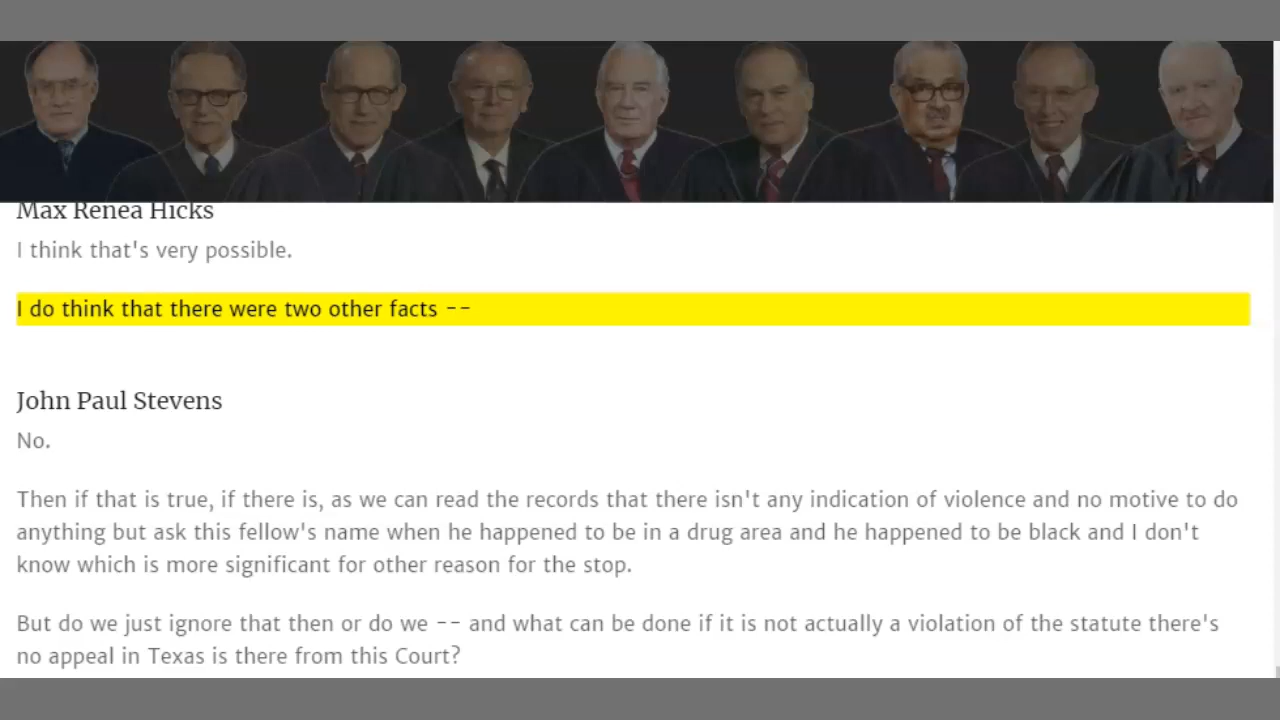 Max Renea Hicks
I think that's very possible.
I do think that there were two other facts --
John Paul Stevens
No.
Then if that is true, if there is, as we can read the records that there isn't any indication of violence and no motive to do
anything but ask this fellow's name when he happened to be in a drug area and he happened to be black and I don't
know which is more significant for other reason for the stop.
But do we just ignore that then or do we -- and what can be done if it is not actually a violation of the statute there's
no appeal in Texas is there from this Court?